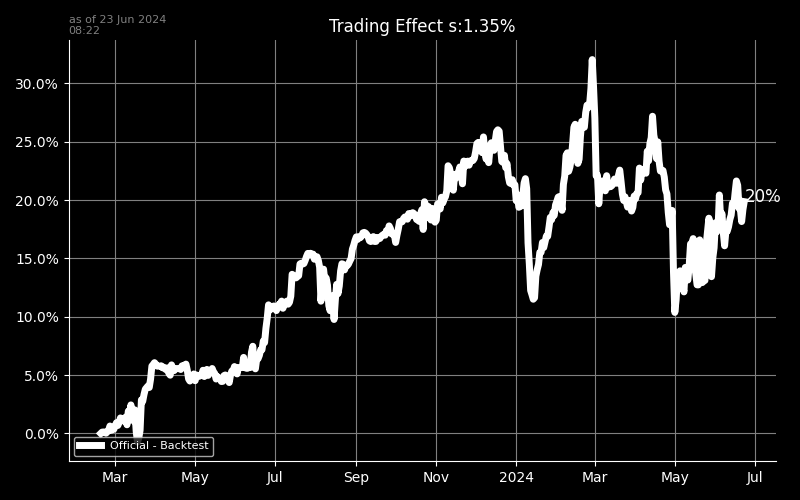 as of 23 Jun 2024
08:22
Trading Effect s:1.35%
30.0%
25.0%
20.0%
15.0%
10.0%
5.0%
0.0%
20%
Official - Backtest
Mar May Jul Sep Nov 2024 Mar May Jul